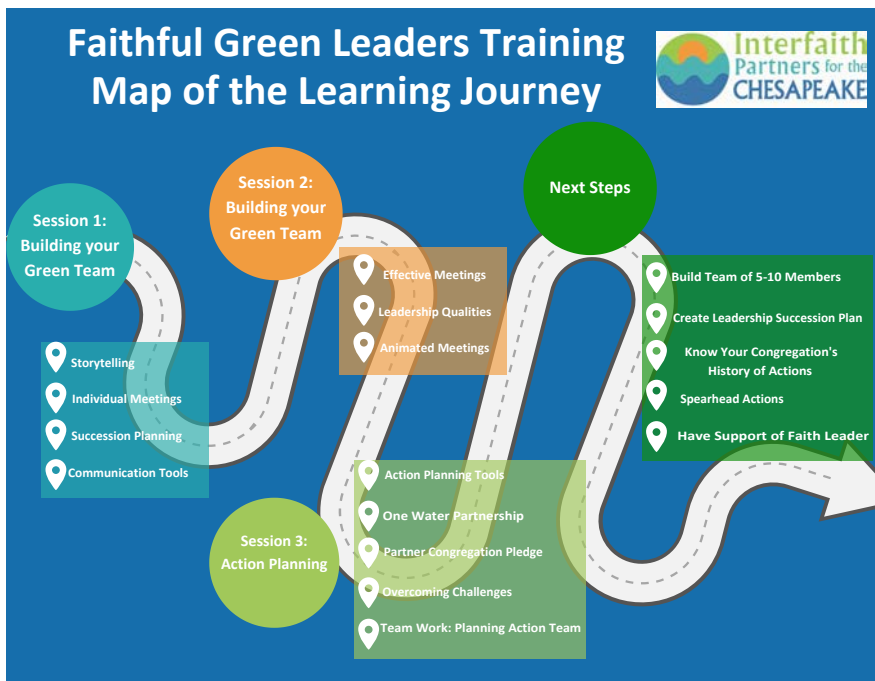 Faithful Green Leaders Training
Map of the Learning Journey
Interfaith
Partners for the
CHESAPEAKE
Session 1:
Building your
Green Team
Storytelling
Individual Meetings
Succession Planning
Communication Tools
Session 2:
Building your
Green Team
Effective Meetings
Leadership Qualities
Animated Meetings
Session 3:
Action Planning
Action Planning Tools
One Water Partnership
Partner Congregation Pledge
Overcoming Challenges
Team Work: Planning Action Team
Next Steps
Build Team of 5-10 Members
Create Leadership Succession Plan
Know Your Congregation's
History of Actions
Spearhead Actions
Have Support of Faith Leader